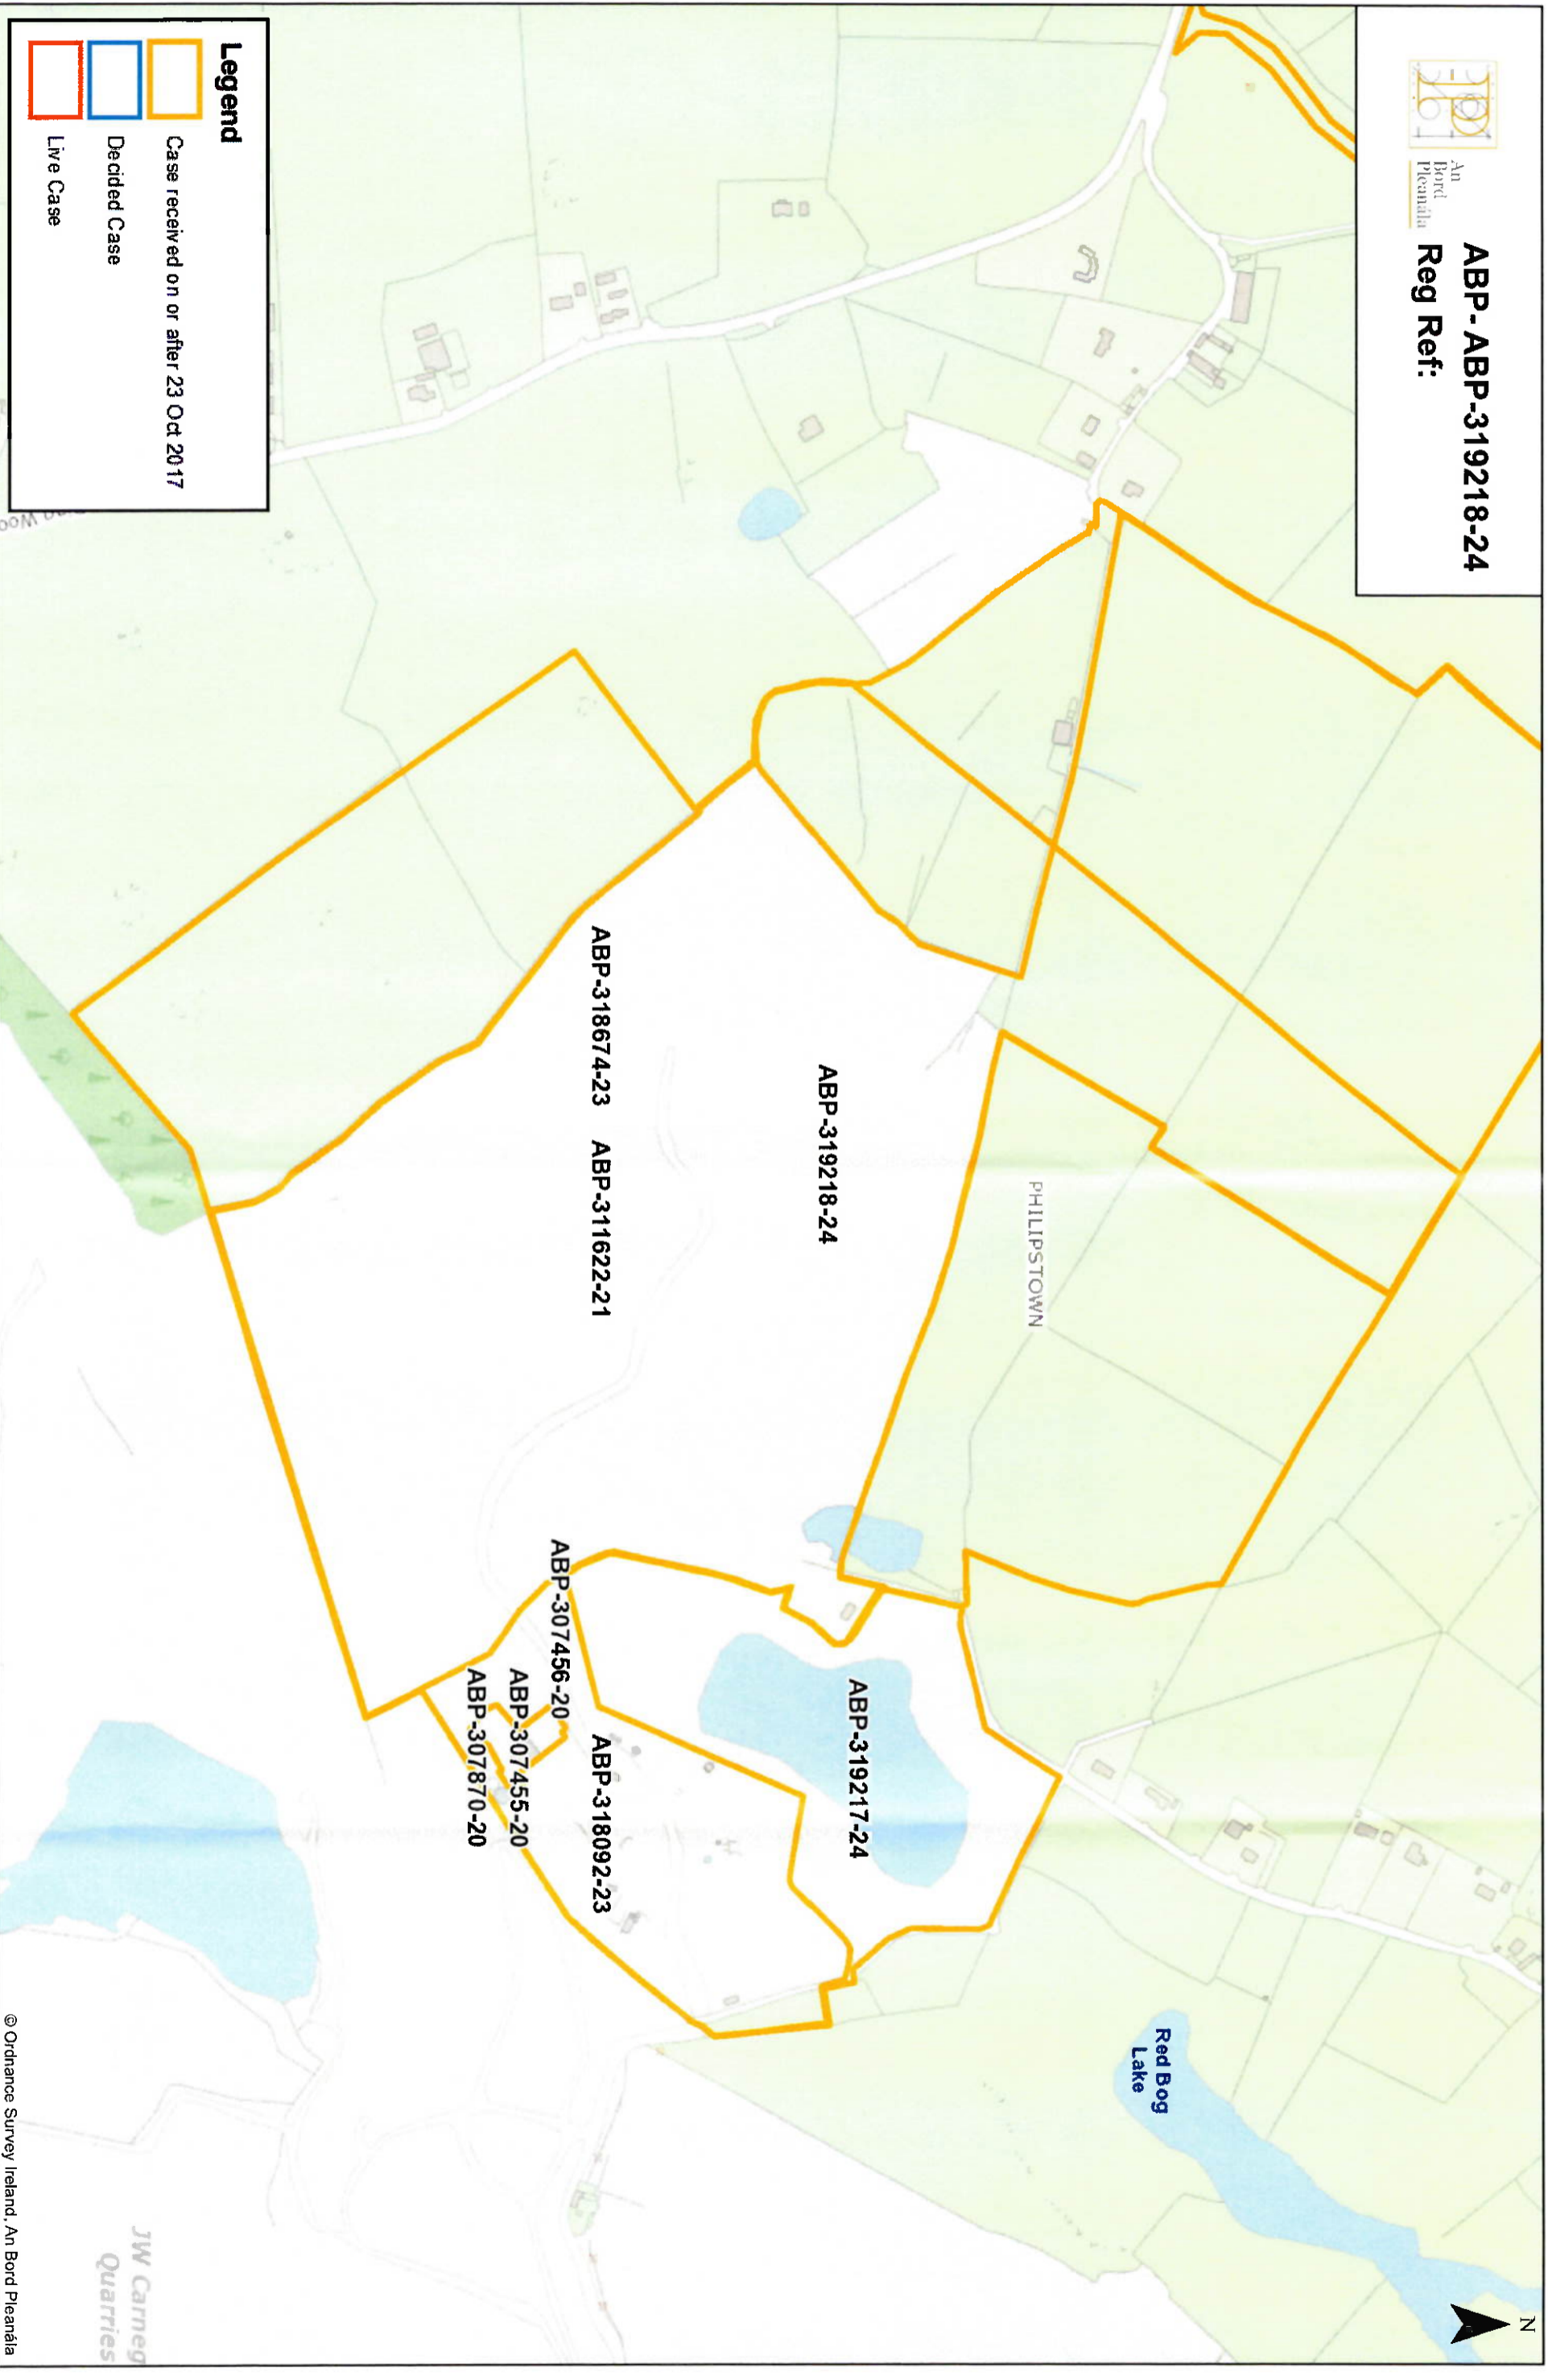 An
Bord
Pleanála
ABP- ABP-319218-24
Reg Ref:
N
Red Bog
Lake
PHILIPSTOWN
ABP-319218-24
ABP-319217-24
ABP-318674-23 ABP-311622-21
ABP-307456-20
ABP-318092-23
ABP-307455-20
ABP-307870-20
Legend
Case received on or after 23 Oct 2017
Decided Case
Live Case
JW Carneg
Quarries
© Ordnance Survey Ireland, An Bord Pleanála